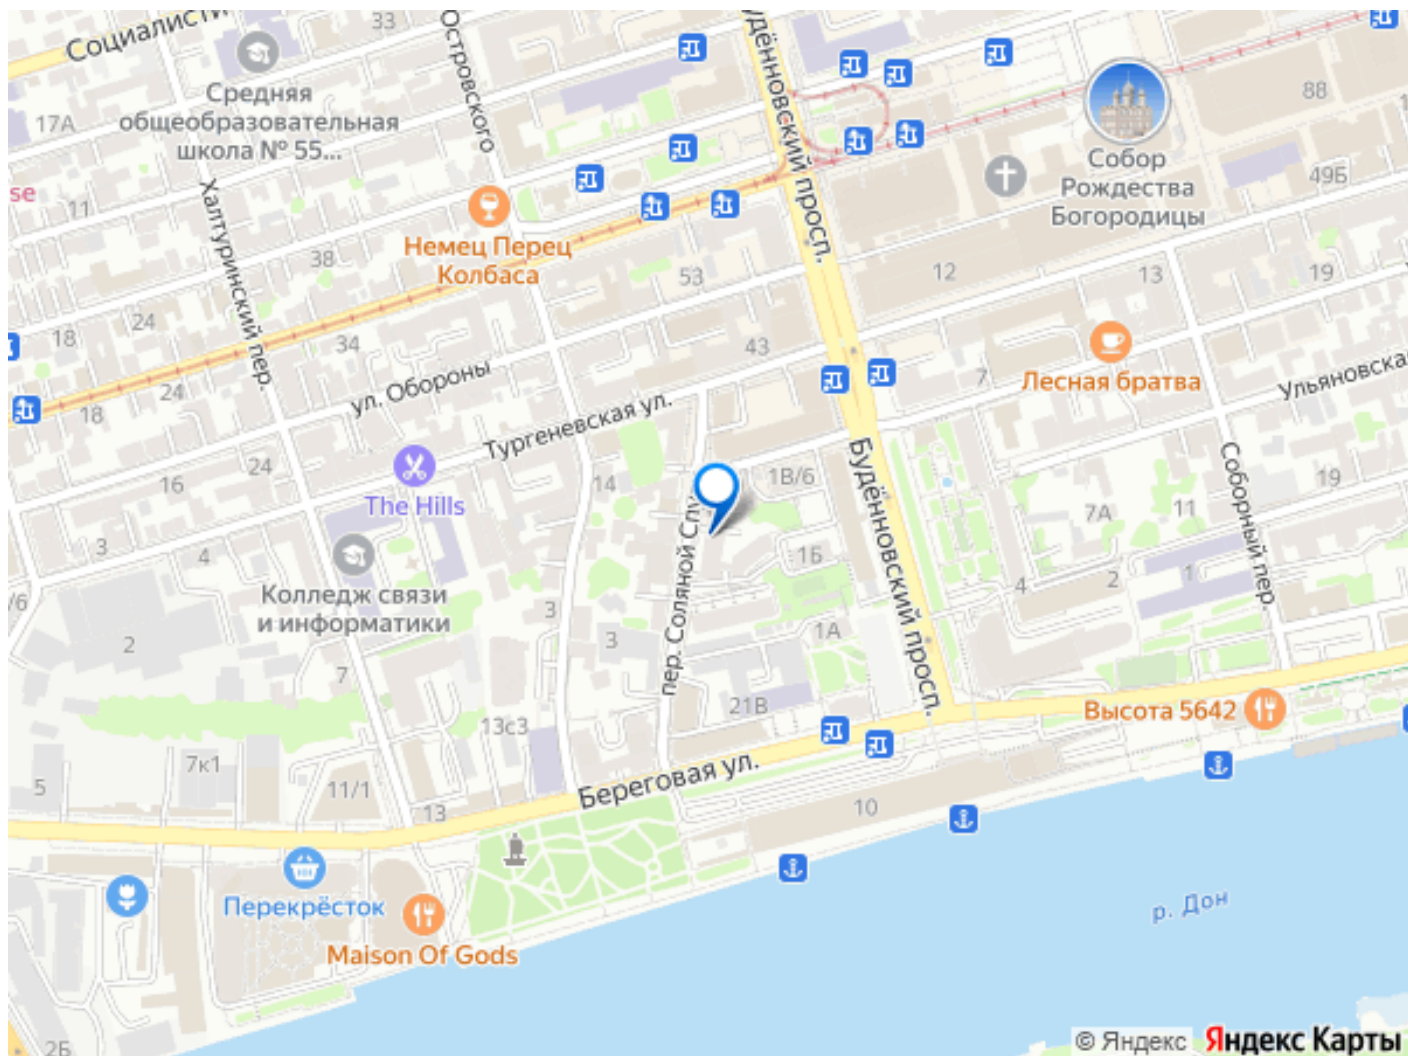 Социалисти
33
Островского
Будённовский просп.
Средняя
общеобразовательная
школа № 55...
17А
88
Собор
Рождества
Богородицы
49Б
se
11
Халтуринский пер.
Немец Перец
Колбаса
38
53
12
13
19
18
24
34
43
ул. Обороны
7
Лесная братва
Ульяновская
18
24
Тургеневская ул.
24
16
The Hills
14
1В/6
Будённовский просп.
Соборный пер.
19
7А
11
3
4
пер. Соляной Спу
1Б
Колледж связи
и информатики
/6
2
3
3
1А
4
2
1
7
21В
13с3
Высота 5642
7к1
5
11/1
13
Береговая ул.
10
Перекрёсток
Maison Of Gods
р. Дон
2Б
© Яндекс
Яндекс Карты